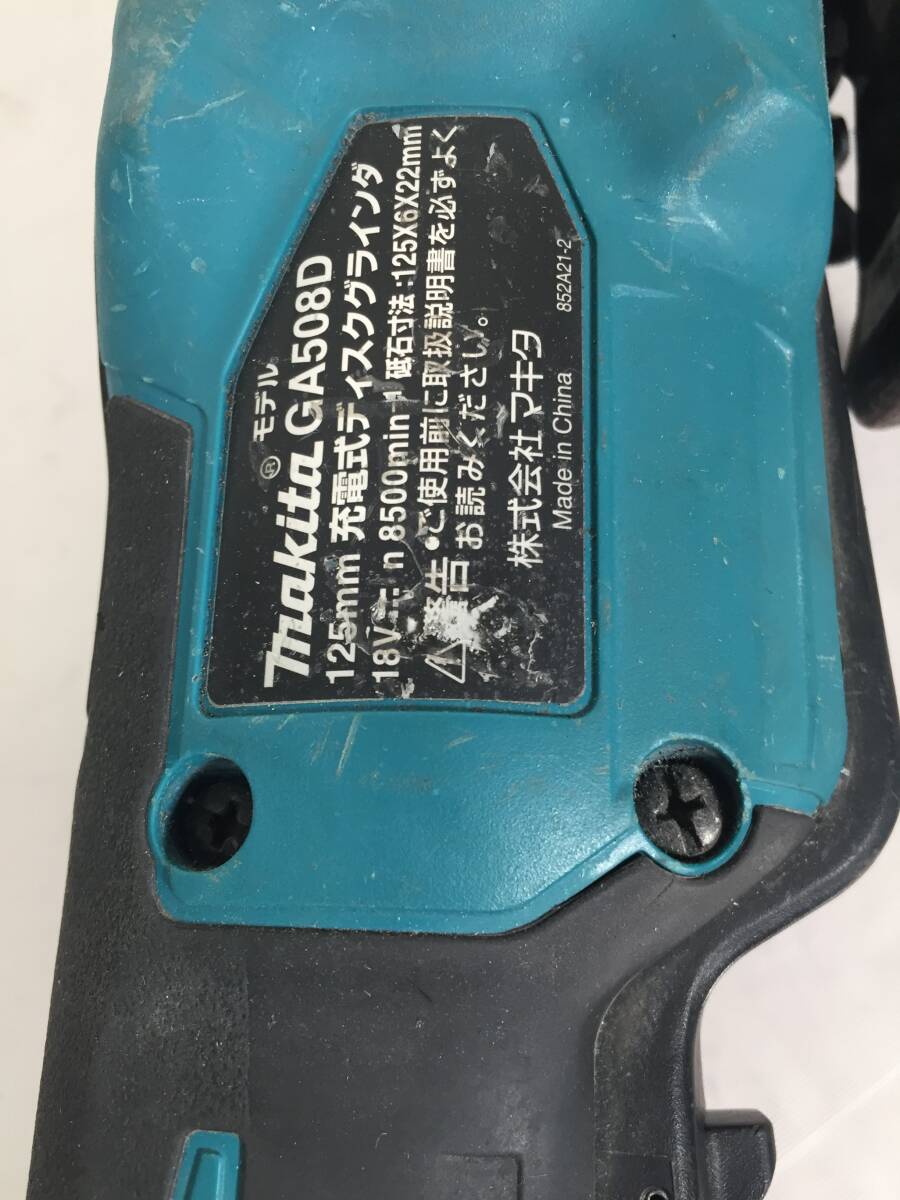 モデル
makita® GA508D
125mm 充電式ディスクグラインダ
18V n 8500min 砥石寸法:125X6X22mm
⚠警告 •ご使用前に取扱説明書を必ずよく
お読みください。
株式会社マキタ
Made in China 852A21-2